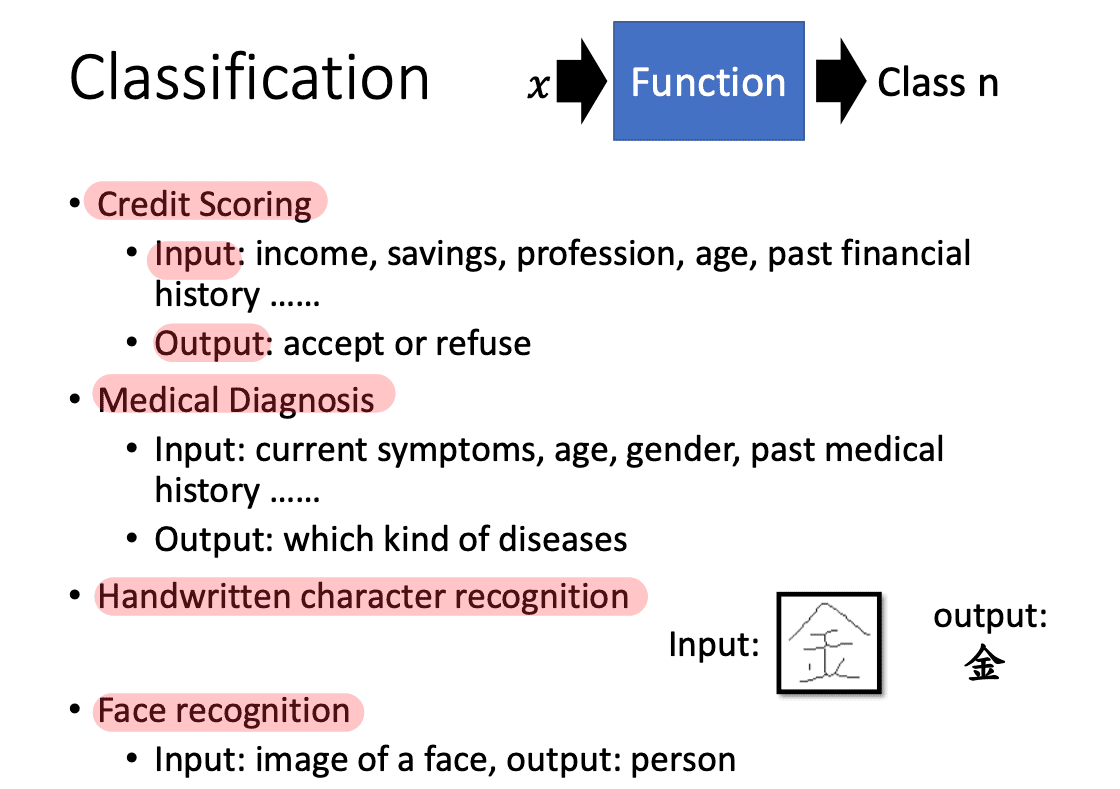 Classification
x Function Class n
• Credit Scoring
• Input: income, savings, profession, age, past financial
history ……
• Output: accept or refuse
• Medical Diagnosis
• Input: current symptoms, age, gender, past medical
history ……
• Output: which kind of diseases
• Handwritten character recognition
Input: 金 output:
金
• Face recognition
• Input: image of a face, output: person